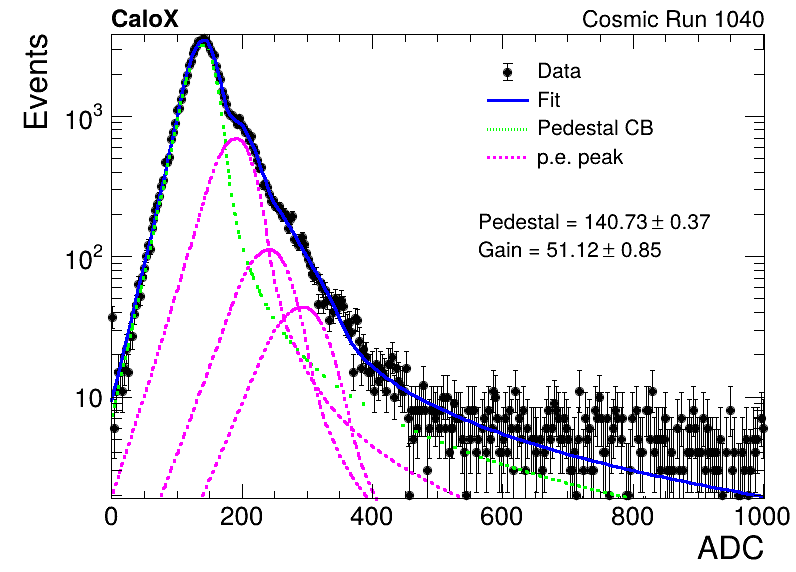 CaloX Cosmic Run 1040
Events
Data
Fit
Pedestal CB
p.e. peak
Pedestal = 140.73 ± 0.37
Gain = 51.12 ± 0.85
10³
10²
10
0 200 400 600 800 1000
ADC